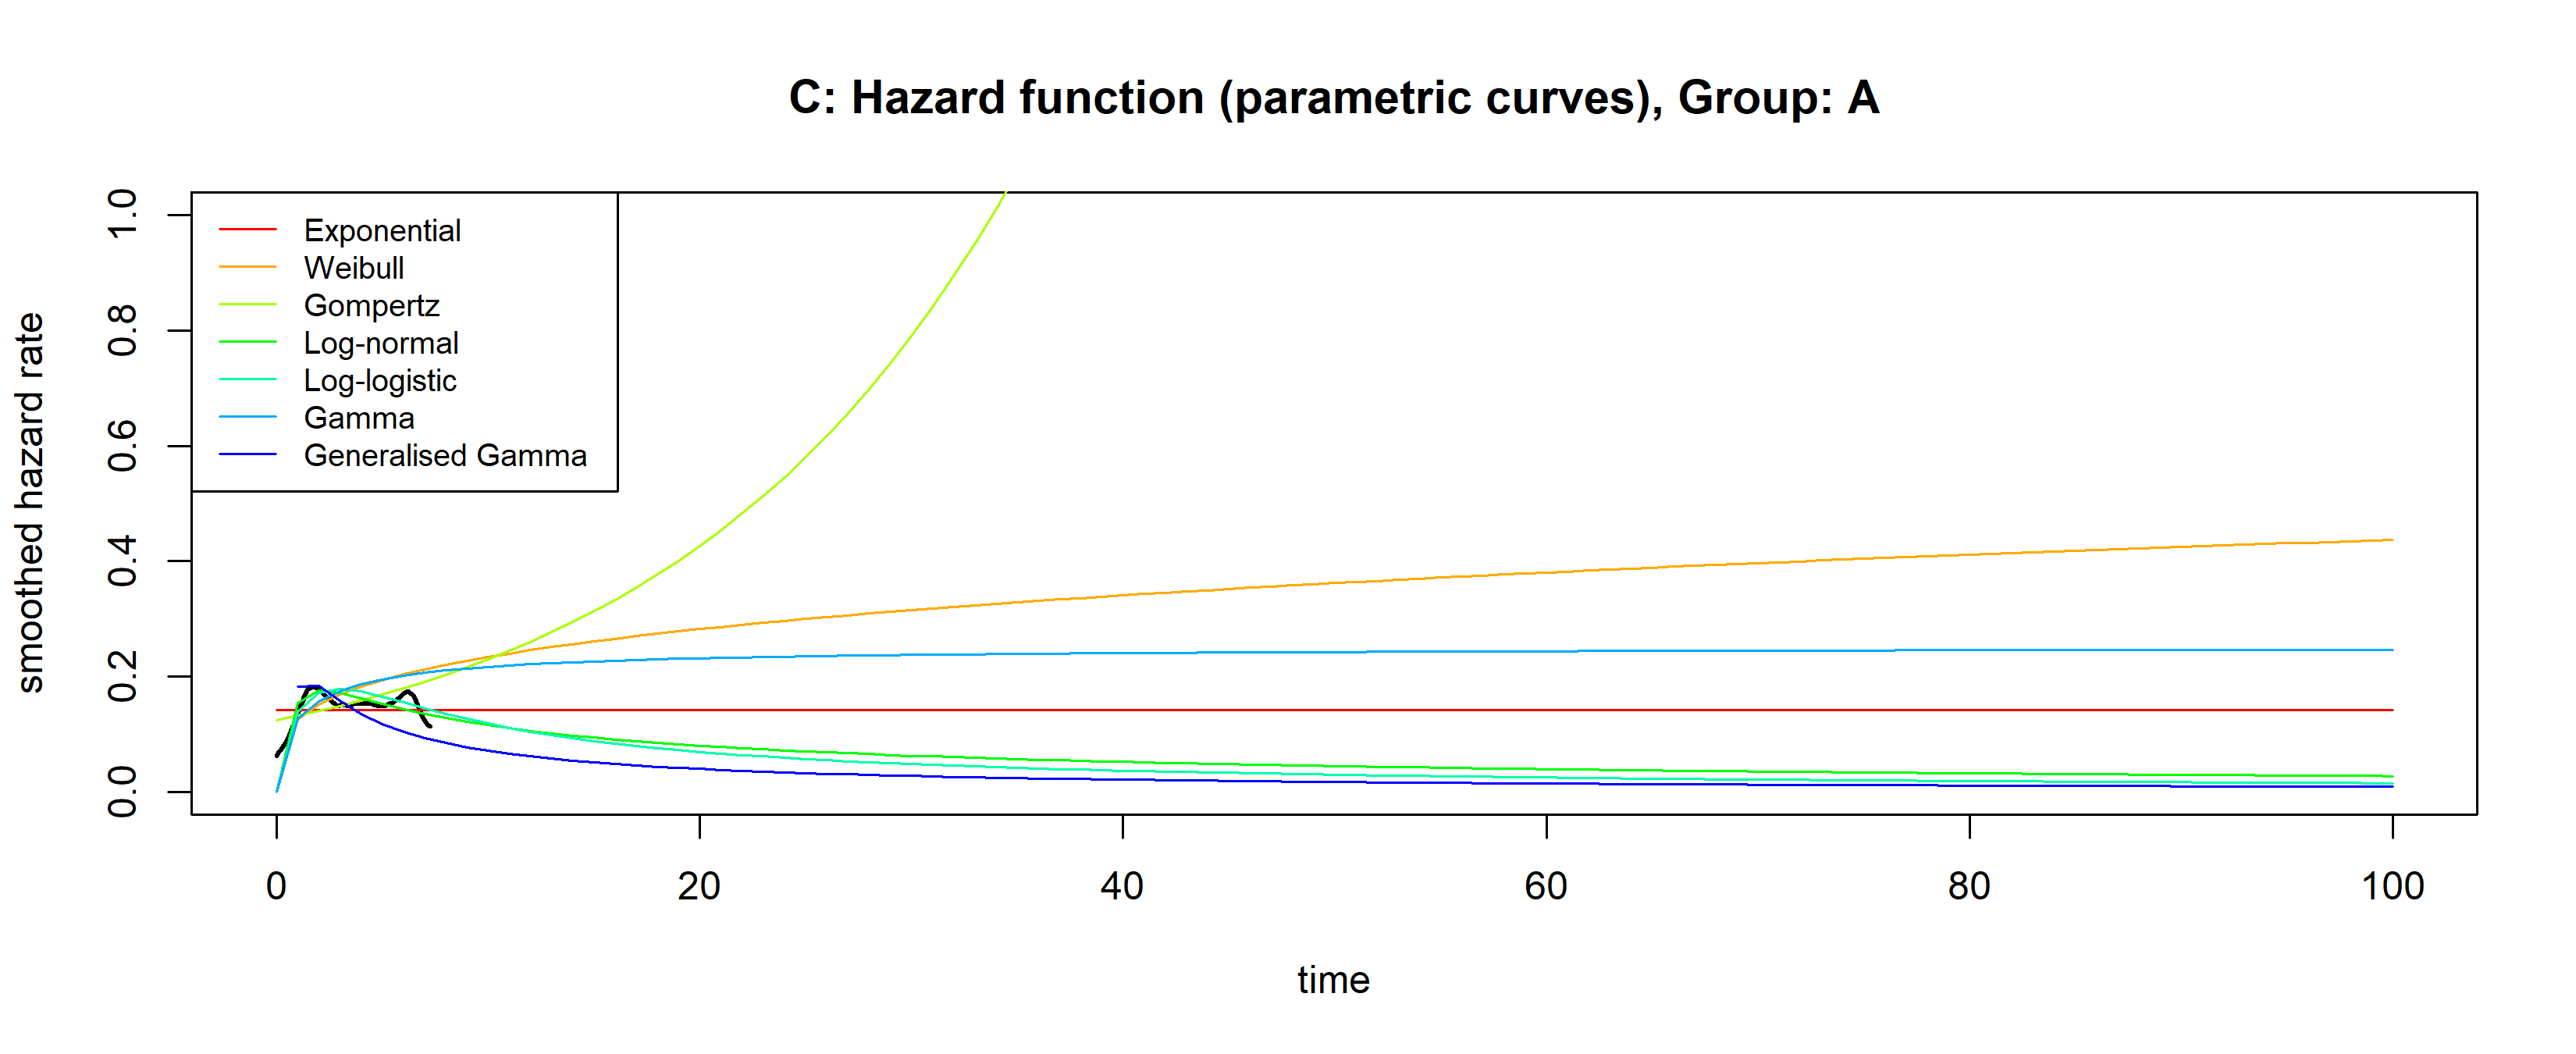 C: Hazard function (parametric curves), Group: A
smoothed hazard rate
1.0
0.8
0.6
0.4
0.2
0.0
Exponential
Weibull
Gompertz
Log-normal
Log-logistic
Gamma
Generalised Gamma
0 20 40 60 80 100
time